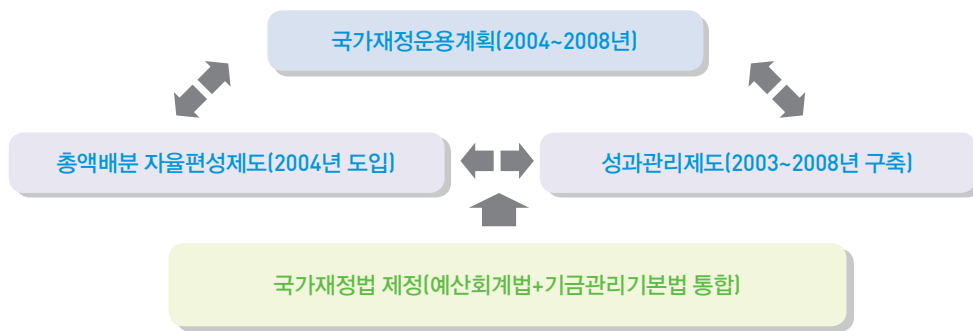 국가재정운용계획(2004~2008년)
총액배분 자율편성제도(2004년 도입)
성과관리제도(2003~2008년 구축)
국가재정법 제정(예산회계법+기금관리기본법 통합)